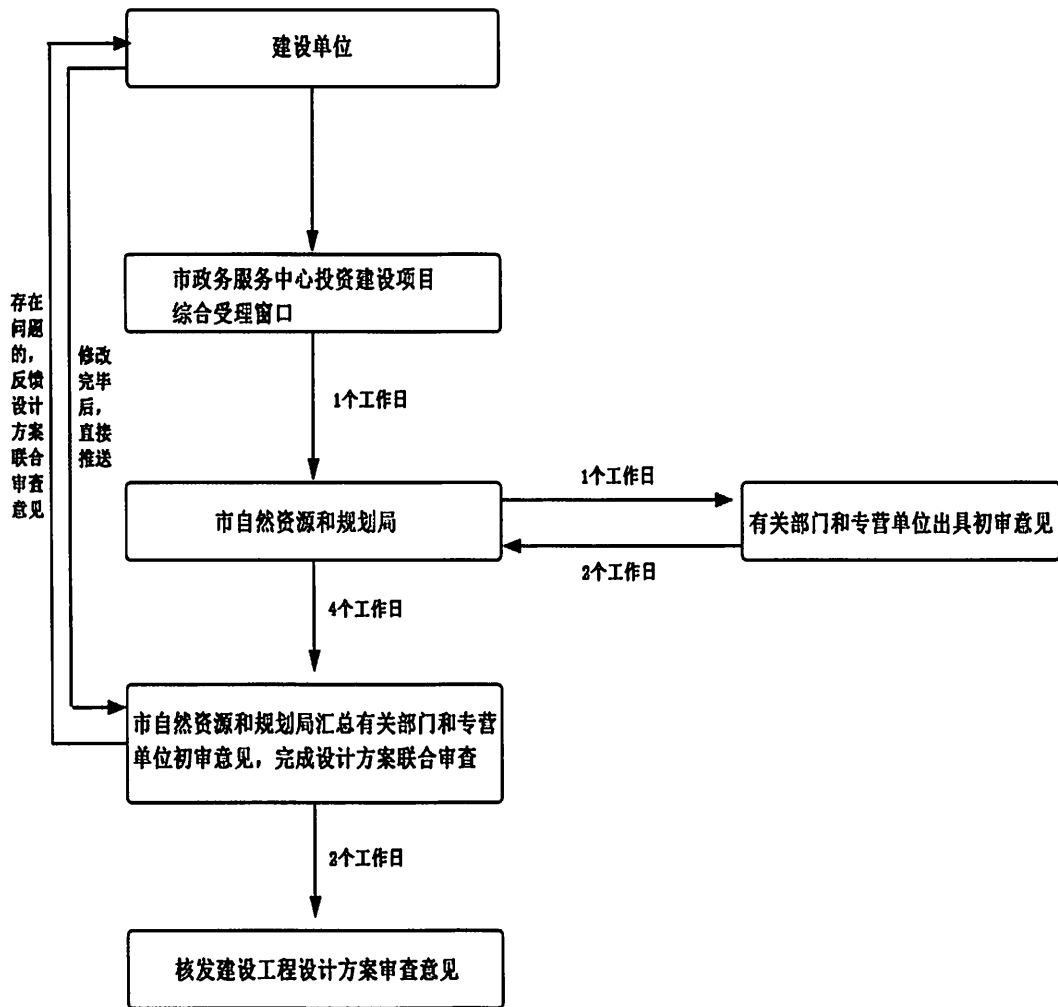 建设单位
市政务服务中心投资建设项目
综合受理窗口
存在
问题
的，
反馈
设计
方案
联合
审查
意见
修改
完毕
后，
直接
推送
1个工作日
市自然资源和规划局
1个工作日
2个工作日
有关部门和专营单位出具初审意见
4个工作日
市自然资源和规划局汇总有关部门和专营
单位初审意见，完成设计方案联合审查
2个工作日
核发建设工程设计方案审查意见